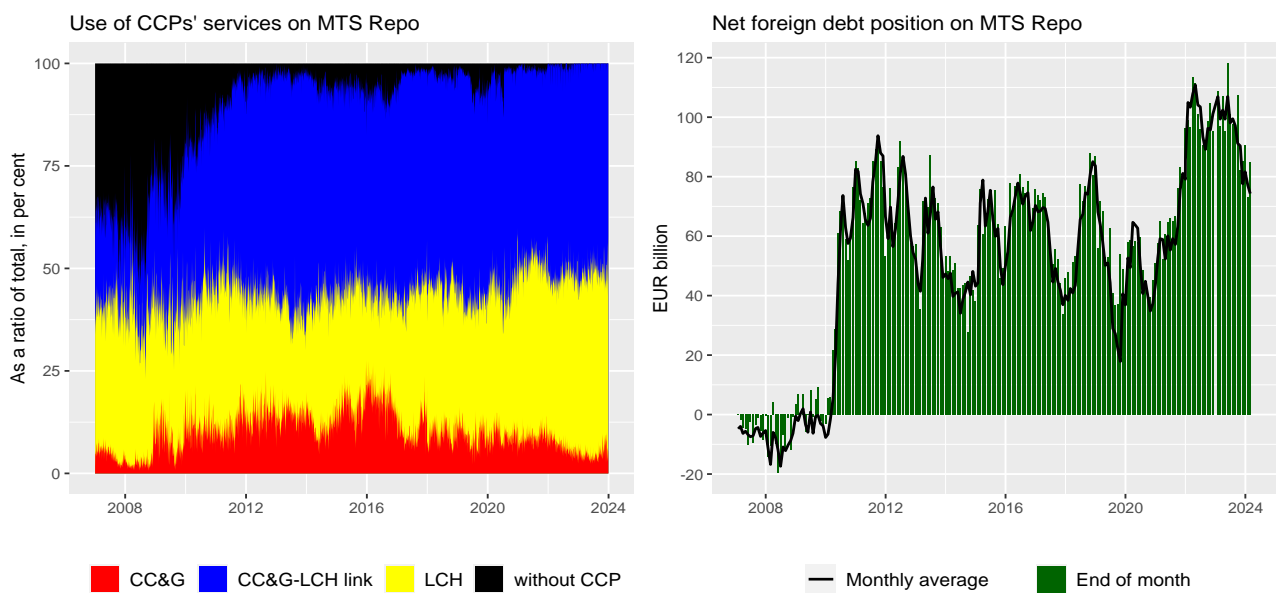 Use of CCPs' services on MTS Repo
As a ratio of total, in per cent
100
75
50
25
0
2008 2012 2016 2020 2024
CC&G CC&G-LCH link LCH without CCP
Net foreign debt position on MTS Repo
EUR billion
120
100
80
60
40
20
0
-20
2008 2012 2016 2020 2024
Monthly average End of month